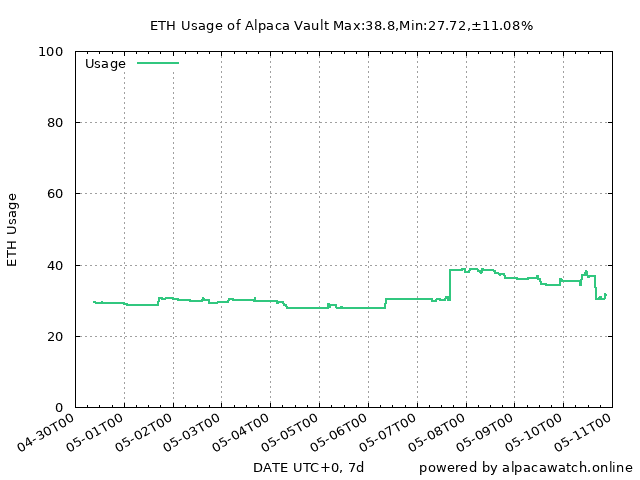 ETH Usage of Alpaca Vault Max:38.8,Min:27.72,±11.08%
Usage
100
80
60
40
20
0
ETH Usage
04-30T00
05-01T00
05-02T00
05-03T00
05-04T00
05-05T00
05-06T00
05-07T00
05-08T00
05-09T00
05-10T00
05-11T00
DATE UTC+0, 7d
powered by alpacawatch.online